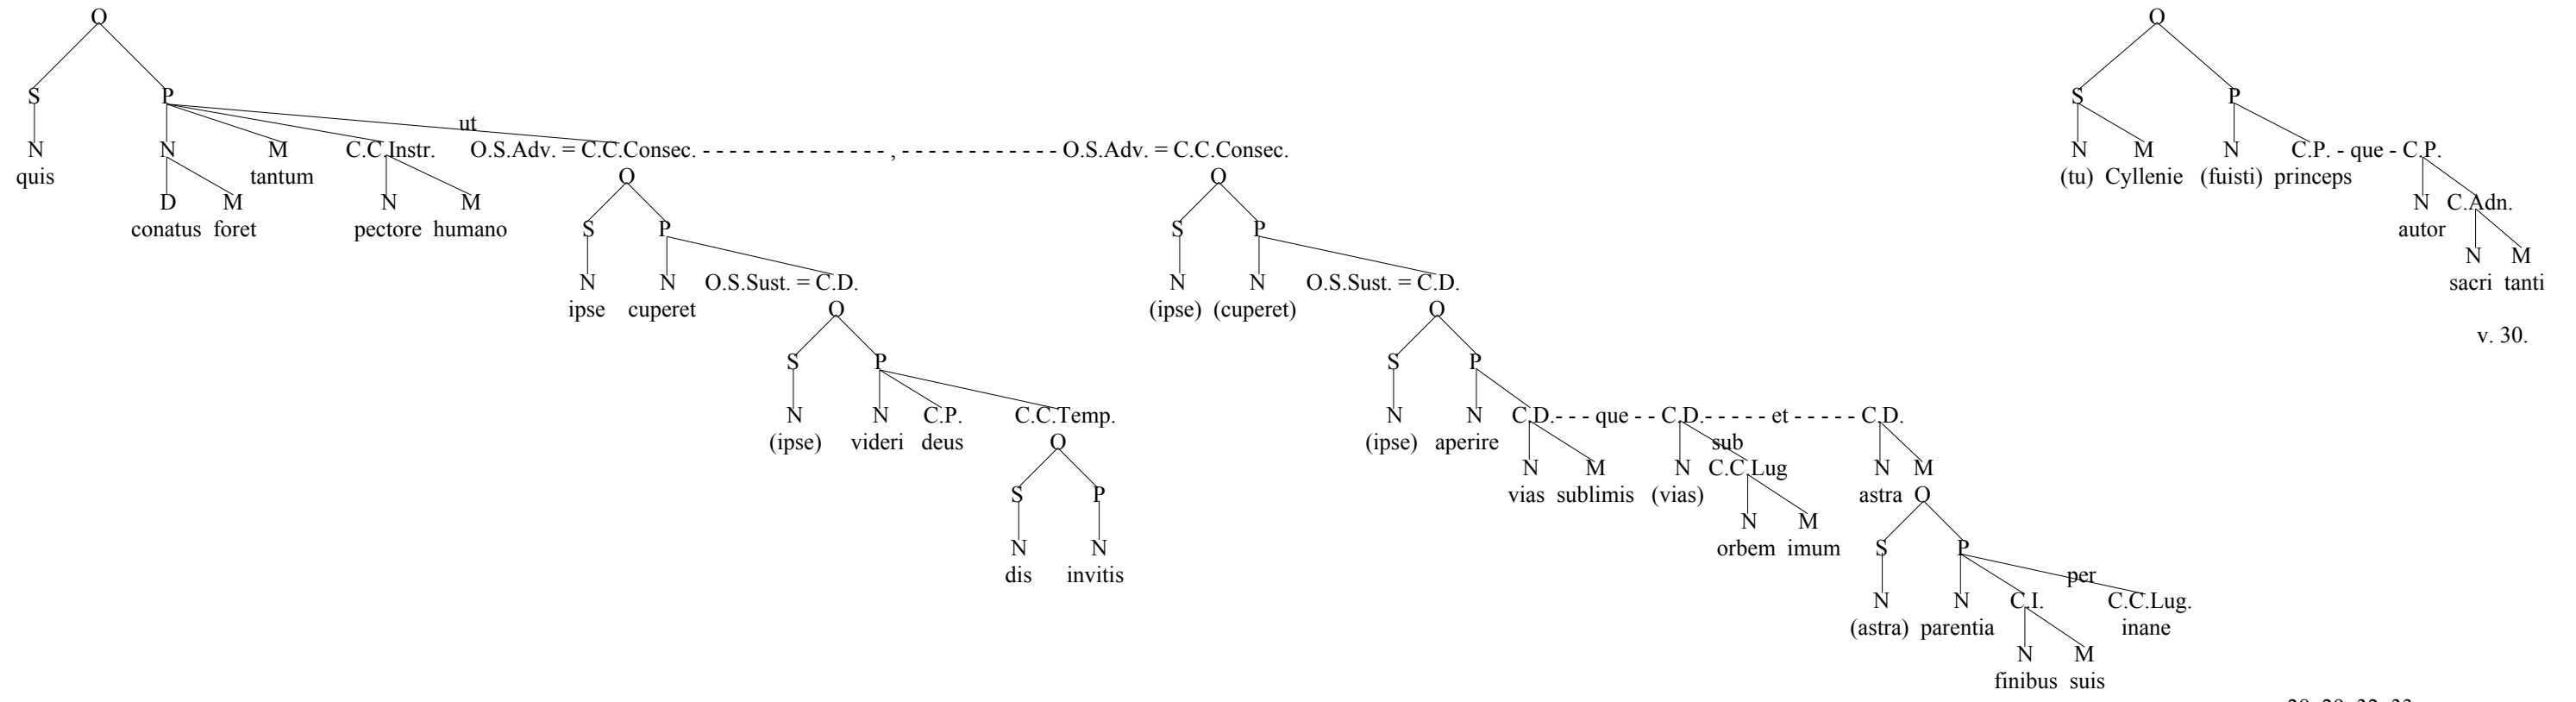 O O
S P S P
ut
N N M C.C.Instr. O.S.Adv. = C.C.Consec. - - - - - - - - - - - - - - , - - - - - - - - - - - - O.S.Adv. = C.C.Consec. N M N C.P. - que - C.P.
quis tantum O O (tu) Cyllenie (fuisti) princeps
D M N M N C.Adn.
conatus foret pectore humano S P S P autor
N M
N N O.S.Sust. = C.D. N N O.S.Sust. = C.D. sacri tanti
ipse cuperet O (ipse) (cuperet) O
v. 30.
S P S P
N N C.P. C.C.Temp. N N C.D.- - - que - - C.D.- - - - - et - - - - - C.D.
(ipse) videri deus O (ipse) aperire sub
N M N C.C.Lug N M
S P vias sublimis (vias) astra O
N M
N N orbem imum S P
dis invitis per
N N C.I. C.C.Lug.
(astra) parentia inane
N M
finibus suis